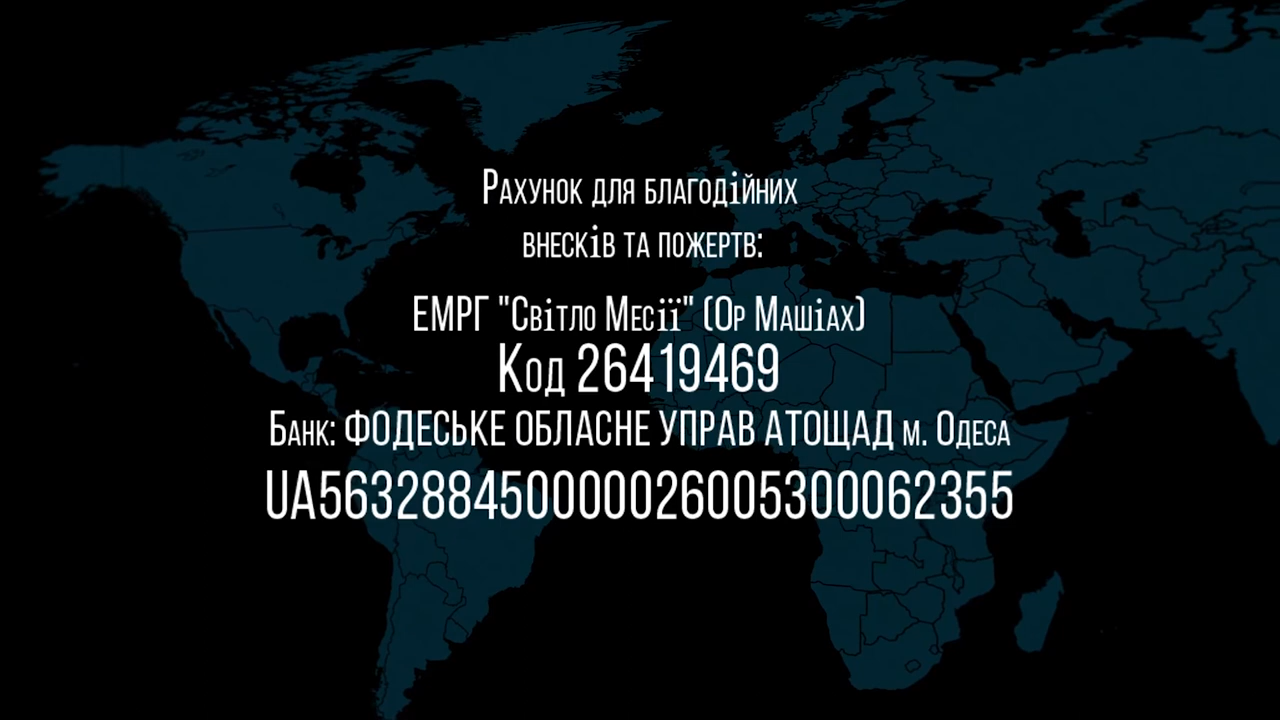 Рахунок для благодійних
внесків та пожертв:
ЕМРГ "Світло Месії" (Ор Машіах)
Код 26419469
Банк: ФОДЕСЬКЕ ОБЛАСНЕ УПРАВ АТОЩАД м. Одеса
UA563288450000026005300062355